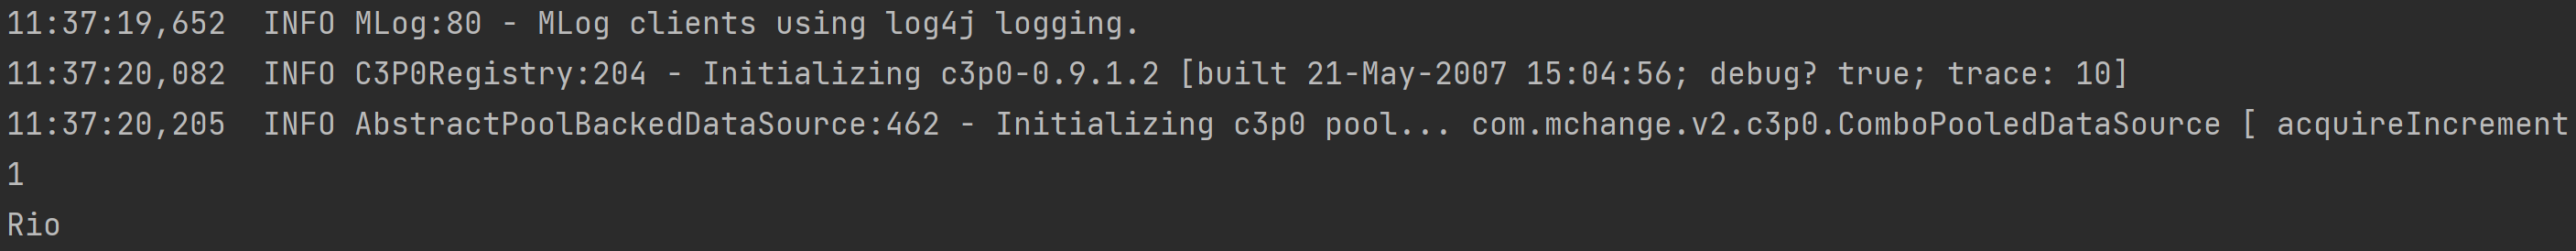 11:37:19,652  INFO MLog:80 - MLog clients using log4j logging.
11:37:20,082  INFO C3P0Registry:204 - Initializing c3p0-0.9.1.2 [built 21-May-2007 15:04:56; debug? true; trace: 10]
11:37:20,205  INFO AbstractPoolBackedDataSource:462 - Initializing c3p0 pool... com.mchange.v2.c3p0.ComboPooledDataSource [ acquireIncrement
1
Rio